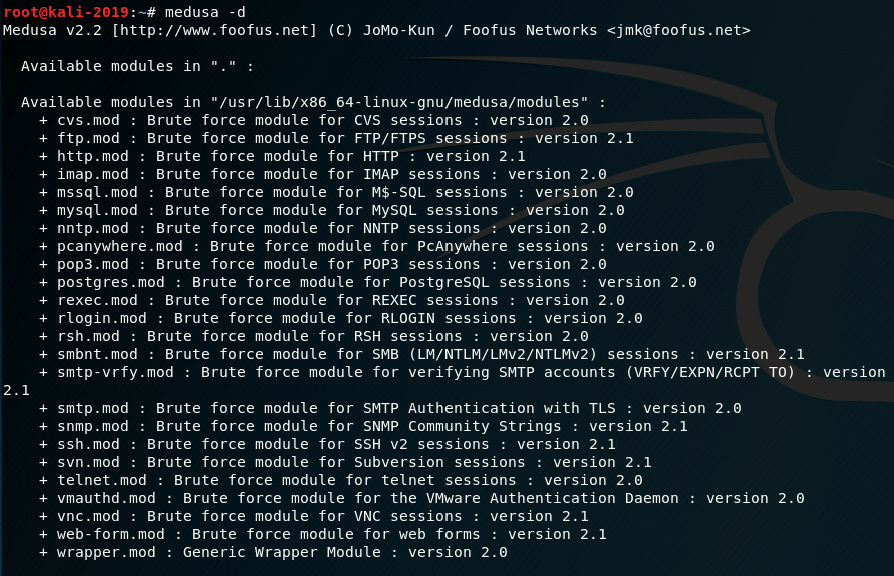 root@kali-2019:~# medusa -d
Medusa v2.2 [http://www.foofus.net] (C) JoMo-Kun / Foofus Networks <jmk@foofus.net>
Available modules in "." :
Available modules in "/usr/lib/x86_64-linux-gnu/medusa/modules" :
+ cvs.mod : Brute force module for CVS sessions : version 2.0
+ ftp.mod : Brute force module for FTP/FTPS sessions : version 2.1
+ http.mod : Brute force module for HTTP : version 2.1
+ imap.mod : Brute force module for IMAP sessions : version 2.0
+ mssql.mod : Brute force module for M$-SQL sessions : version 2.0
+ mysql.mod : Brute force module for MySQL sessions : version 2.0
+ nntp.mod : Brute force module for NNTP sessions : version 2.0
+ pcanywhere.mod : Brute force module for PcAnywhere sessions : version 2.0
+ pop3.mod : Brute force module for POP3 sessions : version 2.0
+ postgres.mod : Brute force module for PostgreSQL sessions : version 2.0
+ rexec.mod : Brute force module for REXEC sessions : version 2.0
+ rlogin.mod : Brute force module for RLOGIN sessions : version 2.0
+ rsh.mod : Brute force module for RSH sessions : version 2.0
+ smbnt.mod : Brute force module for SMB (LM/NTLM/LMv2/NTLMv2) sessions : version 2.1
+ smtp-vrfy.mod : Brute force module for verifying SMTP accounts (VRFY/EXPN/RCPT TO) : version
2.1
+ smtp.mod : Brute force module for SMTP Authentication with TLS : version 2.0
+ snmp.mod : Brute force module for SNMP Community Strings : version 2.1
+ ssh.mod : Brute force module for SSH v2 sessions : version 2.1
+ svn.mod : Brute force module for Subversion sessions : version 2.1
+ telnet.mod : Brute force module for telnet sessions : version 2.0
+ vmauthd.mod : Brute force module for the VMware Authentication Daemon : version 2.0
+ vnc.mod : Brute force module for VNC sessions : version 2.1
+ web-form.mod : Brute force module for web forms : version 2.1
+ wrapper.mod : Generic Wrapper Module : version 2.0